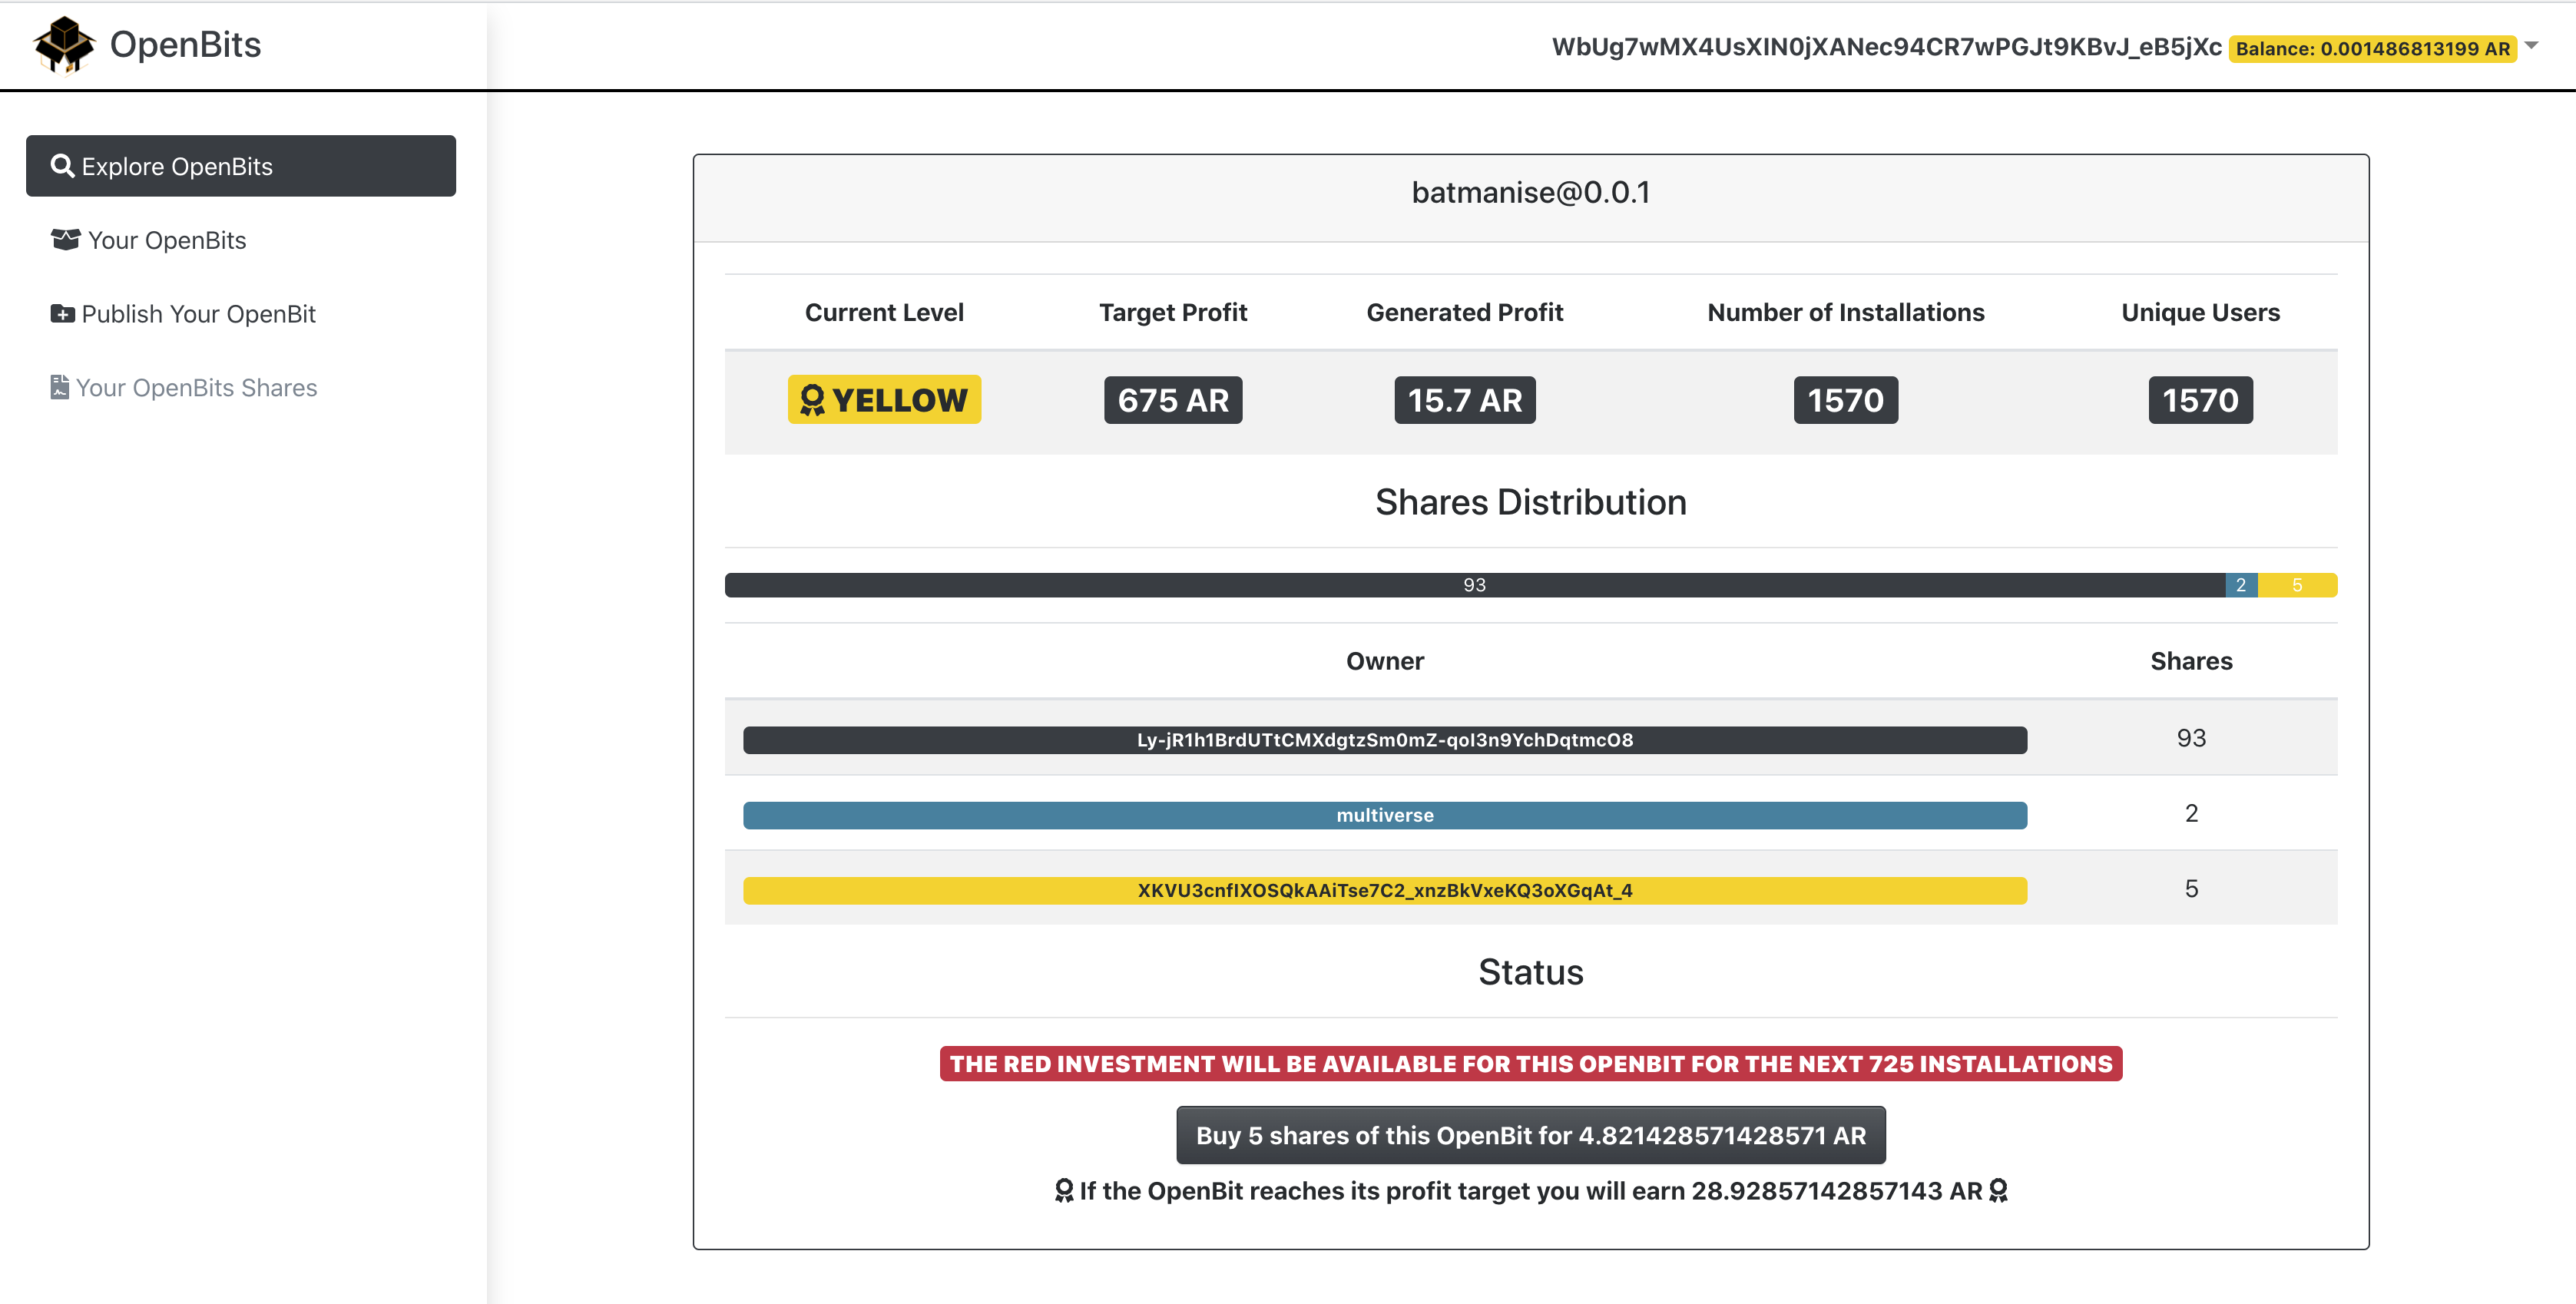 OpenBits
WbUg7wMX4UsXIN0jXANec94CR7wPGJt9KBvJ_eB5jXc Balance: 0.001486813199 AR
Explore OpenBits
Your OpenBits
Publish Your OpenBit
Your OpenBits Shares
batmanise@0.0.1
Current Level Target Profit Generated Profit Number of Installations Unique Users
YELLOW 675 AR 15.7 AR 1570 1570
Shares Distribution
93 2 5
Owner Shares
Ly-jR1h1BrdUTtCMXdgtzSm0mZ-qoI3n9YchDqtmcO8 93
multiverse 2
XKVU3cnfIXOSQkAAiTse7C2_xnzBkVxeKQ3oXGqAt_4 5
Status
THE RED INVESTMENT WILL BE AVAILABLE FOR THIS OPENBIT FOR THE NEXT 725 INSTALLATIONS
Buy 5 shares of this OpenBit for 4.821428571428571 AR
If the OpenBit reaches its profit target you will earn 28.92857142857143 AR